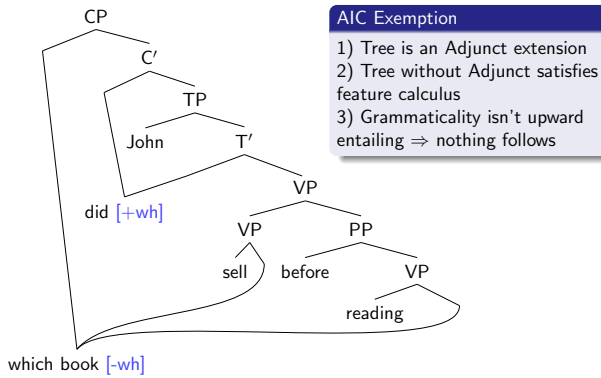 CP
C′
TP
John
T′
did [+wh]
VP
VP
PP
sell
before
VP
reading
which book [-wh]
AIC Exemption
1) Tree is an Adjunct extension
2) Tree without Adjunct satisfies
feature calculus
3) Grammaticality isn't upward
entailing ⇒ nothing follows